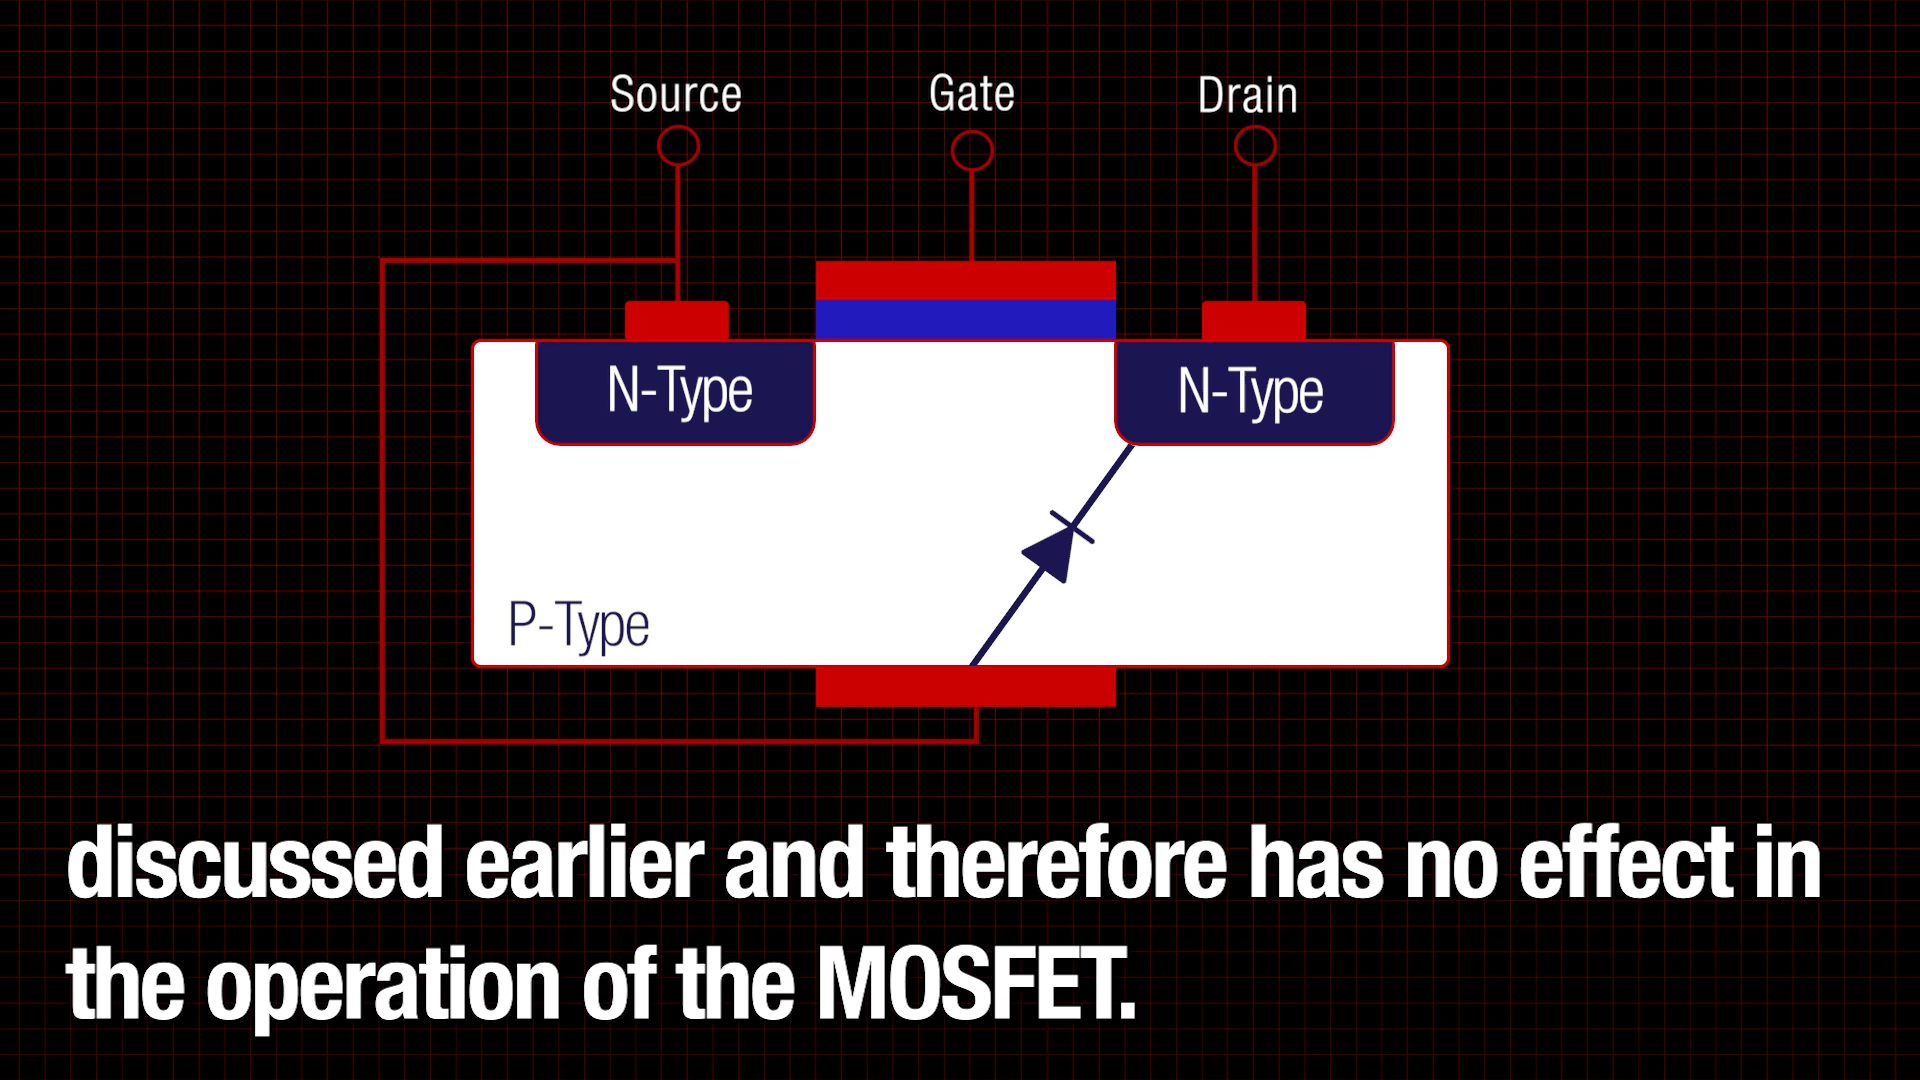 Source
Gate
Drain
N-Type
N-Type
P-Type
discussed earlier and therefore has no effect in
the operation of the MOSFET.